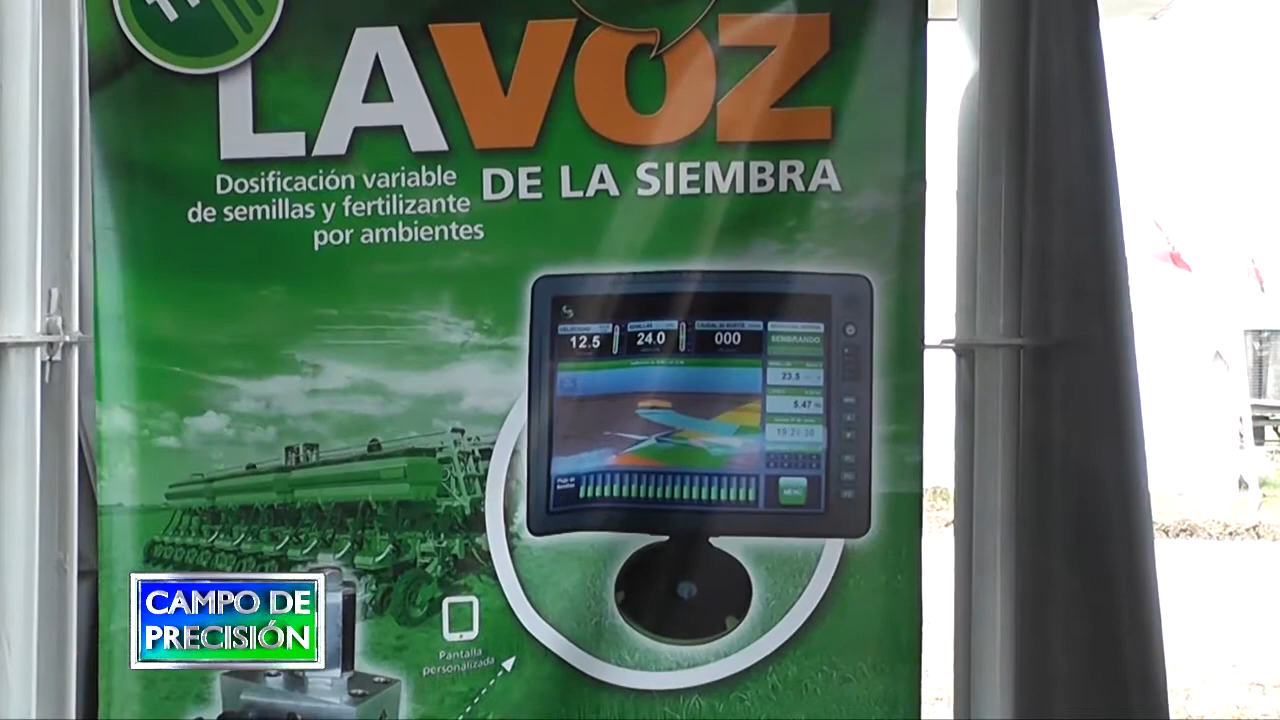 LAVOZ
DE LA SIEMBRA
Dosificación variable
de semillas y fertilizante
por ambientes
12.5
24.0
000
SEMBRANDO
23.5
5.47
MENÚ
Pantalla
personalizada
CAMPO DE
PRECISIÓN